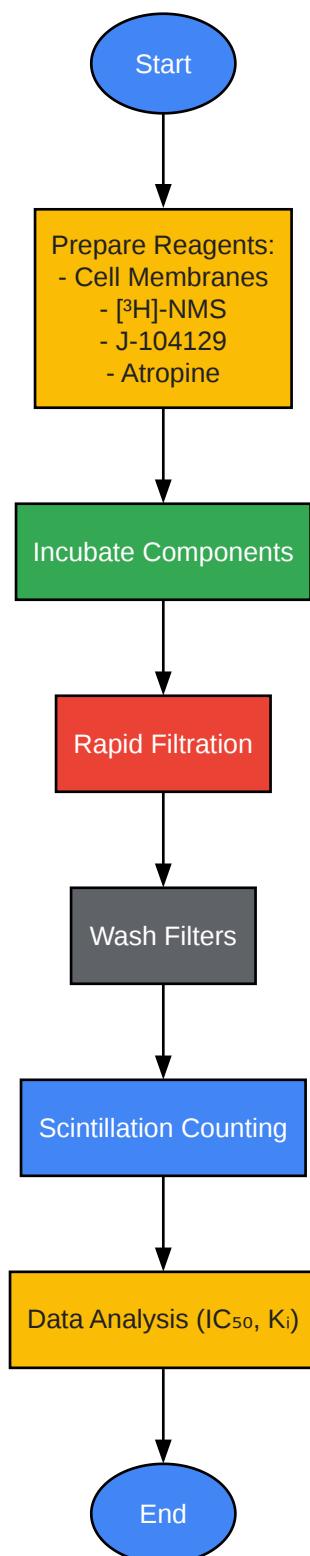 Start
Prepare Reagents:
- Cell Membranes
- [³H]-NMS
- J-104129
- Atropine
Incubate Components
Rapid Filtration
Wash Filters
Scintillation Counting
Data Analysis (IC₅₀, Kᵢ)
End